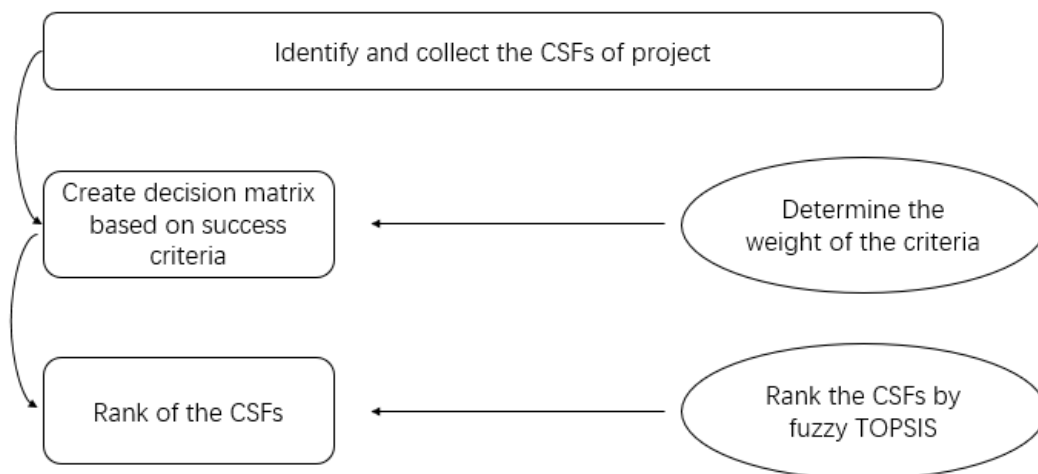 Identify and collect the CSFs of project
Create decision matrix
based on success
criteria
Determine the
weight of the criteria
Rank of the CSFs
Rank the CSFs by
fuzzy TOPSIS